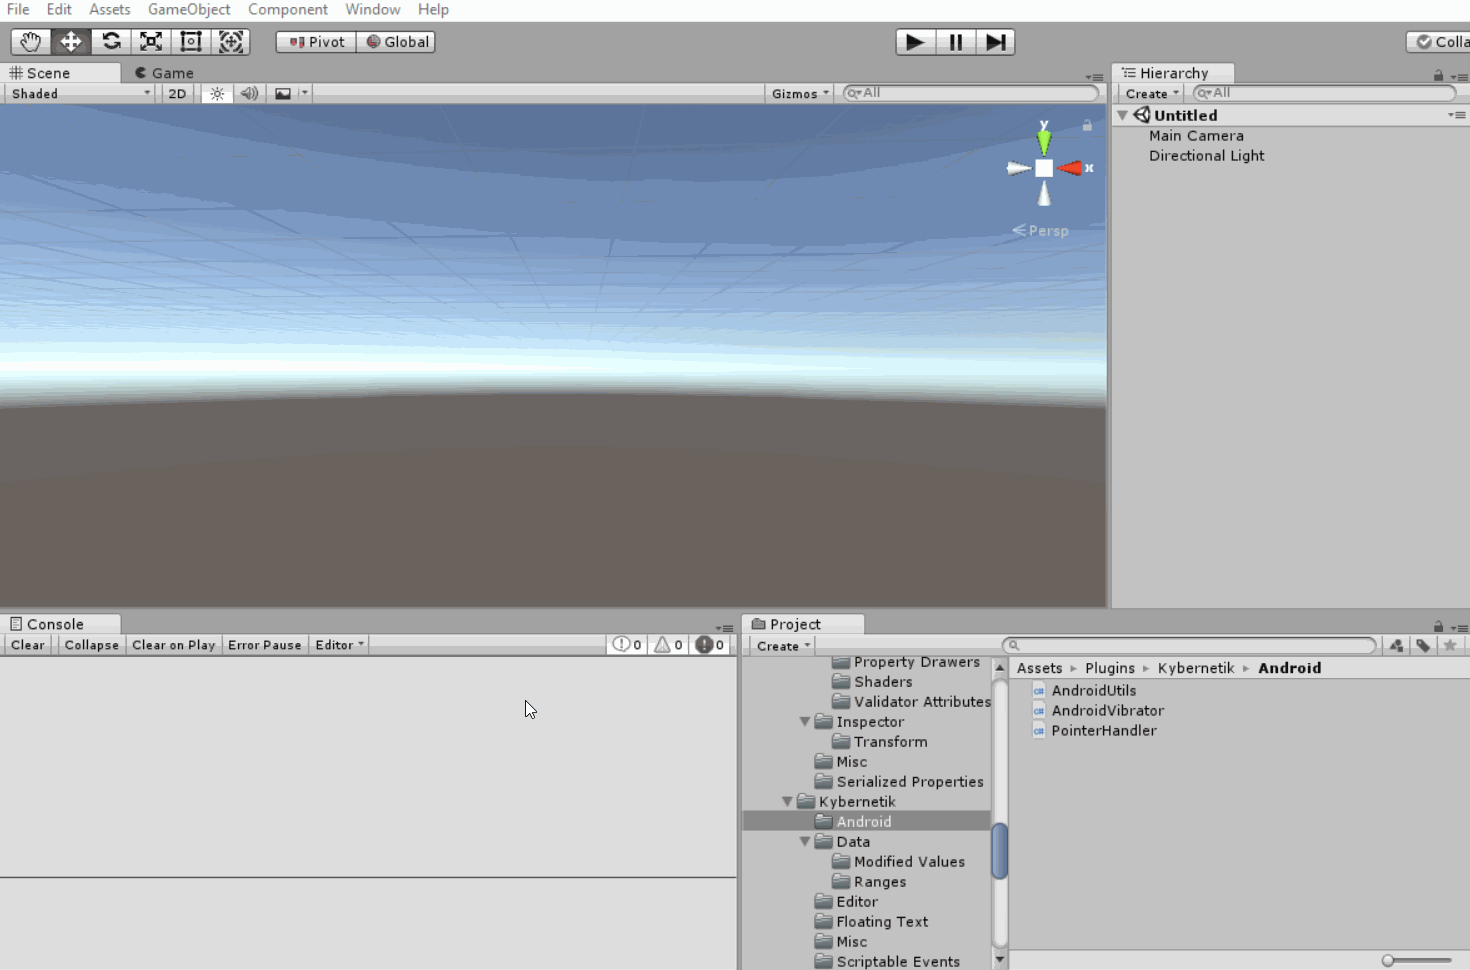 File Edit Assets GameObject Component Window Help
Pivot Global Colla
Scene Game
Shaded 2D Gizmos All
y
x
Persp
Hierarchy
Create All
Untitled
Main Camera
Directional Light
Console
Clear Collapse Clear on Play Error Pause Editor 0 0 0
Project
Create
Property Drawers
Shaders
Validator Attributes
Inspector
Transform
Misc
Serialized Properties
Kybernetik
Android
Data
Modified Values
Ranges
Editor
Floating Text
Misc
Scriptable Events
Assets Plugins Kybernetik Android
AndroidUtils
AndroidVibrator
PointerHandler